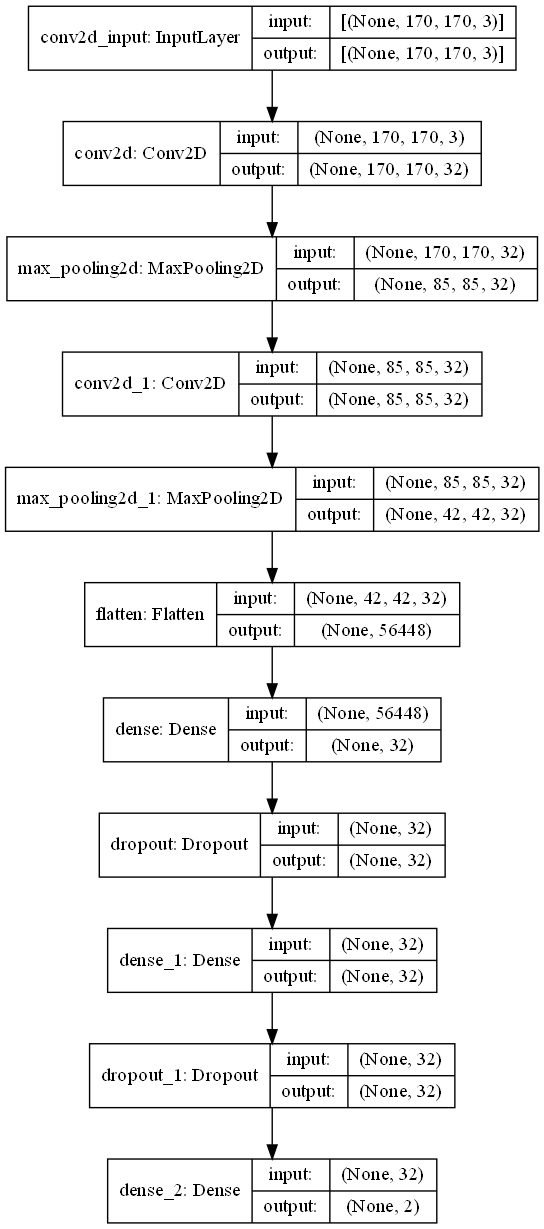 conv2d_input: InputLayer
input:
[(None, 170, 170, 3)]
output:
[(None, 170, 170, 3)]
conv2d: Conv2D
input:
(None, 170, 170, 3)
output:
(None, 170, 170, 32)
max_pooling2d: MaxPooling2D
input:
(None, 170, 170, 32)
output:
(None, 85, 85, 32)
conv2d_1: Conv2D
input:
(None, 85, 85, 32)
output:
(None, 85, 85, 32)
max_pooling2d_1: MaxPooling2D
input:
(None, 85, 85, 32)
output:
(None, 42, 42, 32)
flatten: Flatten
input:
(None, 42, 42, 32)
output:
(None, 56448)
dense: Dense
input:
(None, 56448)
output:
(None, 32)
dropout: Dropout
input:
(None, 32)
output:
(None, 32)
dense_1: Dense
input:
(None, 32)
output:
(None, 32)
dropout_1: Dropout
input:
(None, 32)
output:
(None, 32)
dense_2: Dense
input:
(None, 32)
output:
(None, 2)